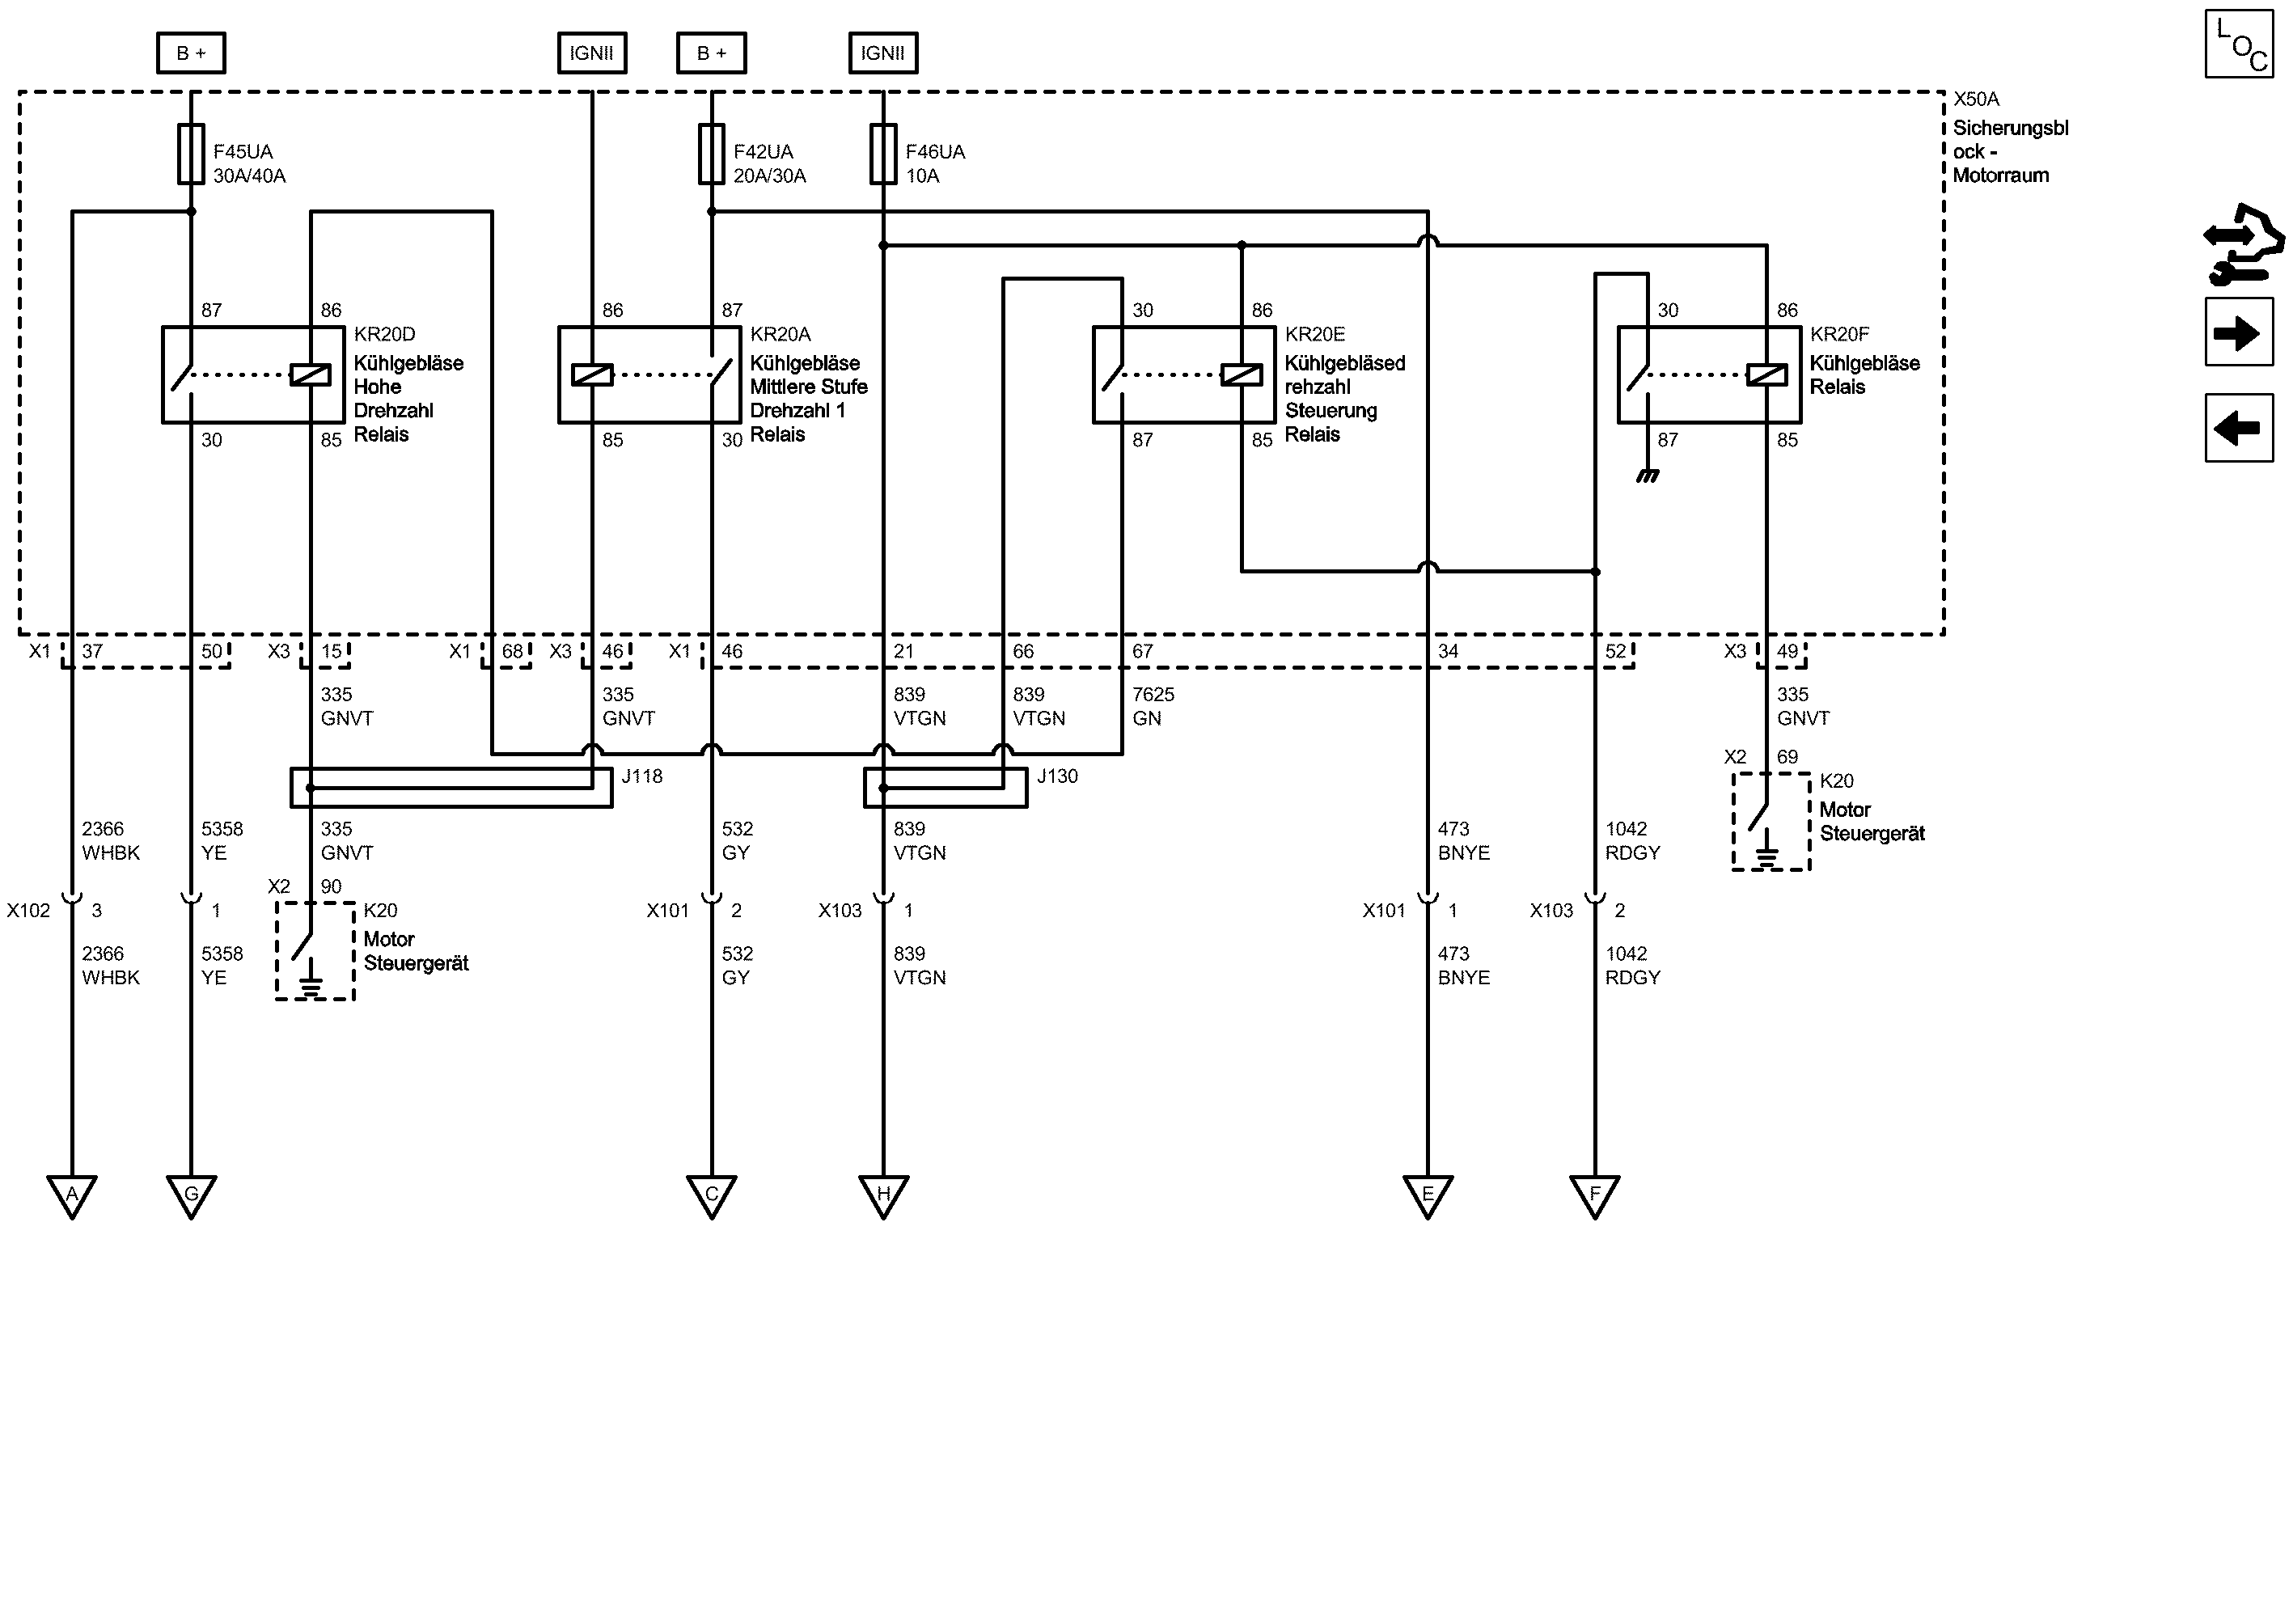 B +
IGNII
B +
IGNII
L
O
C
X50A
Sicherungsbl
ock -
Motorraum
F45UA
30A/40A
F42UA
20A/30A
F46UA
10A
87
86
KR20D
Kühlgebläse
Hohe
Drehzahl
Relais
30
85
86
87
KR20A
Kühlgebläse
Mittlere Stufe
Drehzahl 1
Relais
85
30
30
86
KR20E
Kühlgebläsed
rehzahl
Steuerung
Relais
87
85
30
86
KR20F
Kühlgebläse
Relais
87
85
X1
37
50
X3
15
X1
68
X3
46
X1
46
21
66
67
34
52
X3
49
335
GNVT
335
GNVT
839
VTGN
839
VTGN
7625
GN
335
GNVT
J118
J130
X2
69
K20
Motor
Steuergerät
2366
WHBK
5358
YE
335
GNVT
532
GY
839
VTGN
473
BNYE
1042
RDGY
X2
90
K20
Motor
Steuergerät
X102
3
1
X101
2
X103
1
X101
1
X103
2
2366
WHBK
5358
YE
532
GY
839
VTGN
473
BNYE
1042
RDGY
A
G
C
H
E
F